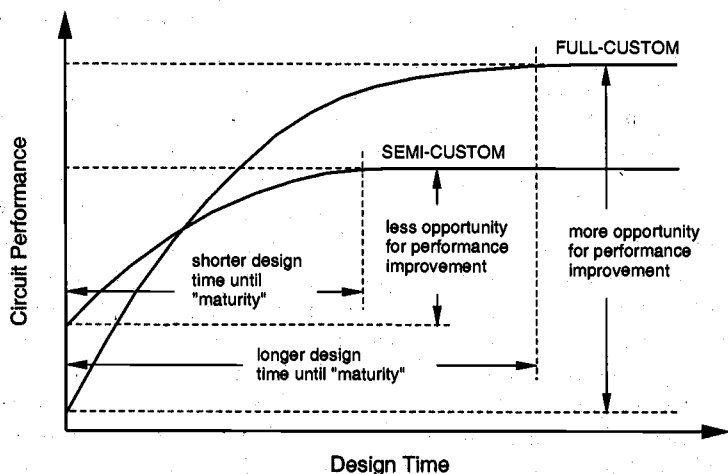 FULL-CUSTOM
SEMI-CUSTOM
Circuit Performance
less opportunity
for performance
improvement
more opportunity
for performance
improvement
shorter design
time until
"maturity"
longer design
time until "maturity"
Design Time